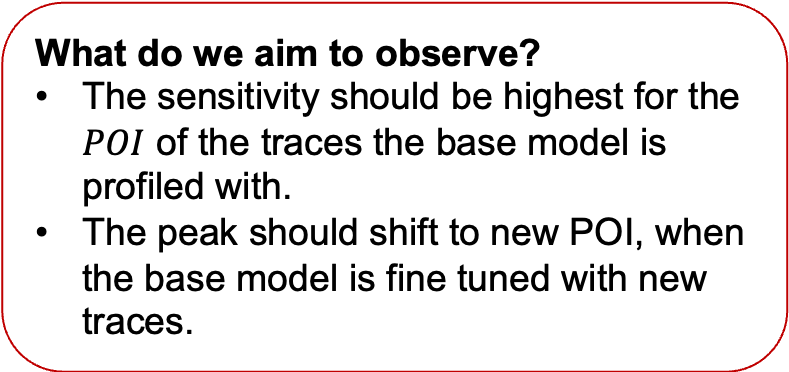 What do we aim to observe?
• The sensitivity should be highest for the
POI of the traces the base model is
profiled with.
• The peak should shift to new POI, when
the base model is fine tuned with new
traces.